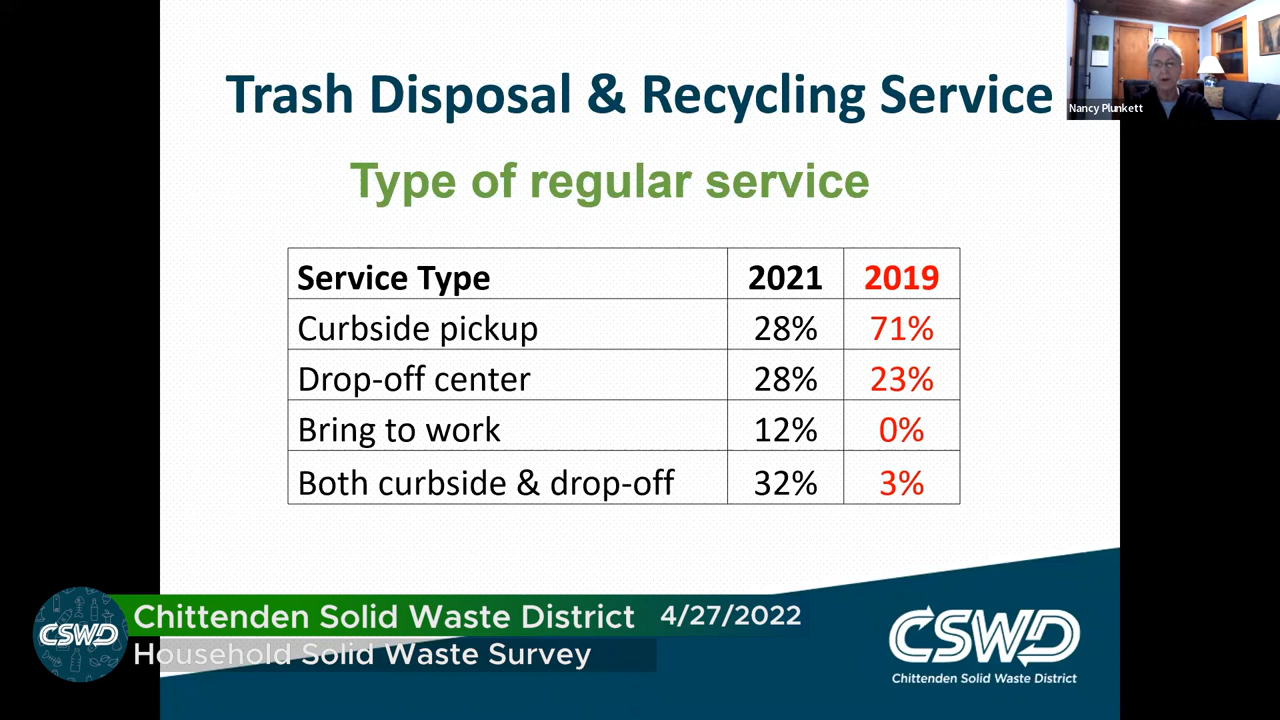 Trash Disposal & Recycling Service
Nancy Plunkett
Type of regular service
Service Type 2021 2019
Curbside pickup 28% 71%
Drop-off center 28% 23%
Bring to work 12% 0%
Both curbside & drop-off 32% 3%
CSWD
Chittenden Solid Waste District 4/27/2022
Household Solid Waste Survey
CSWD
Chittenden Solid Waste District